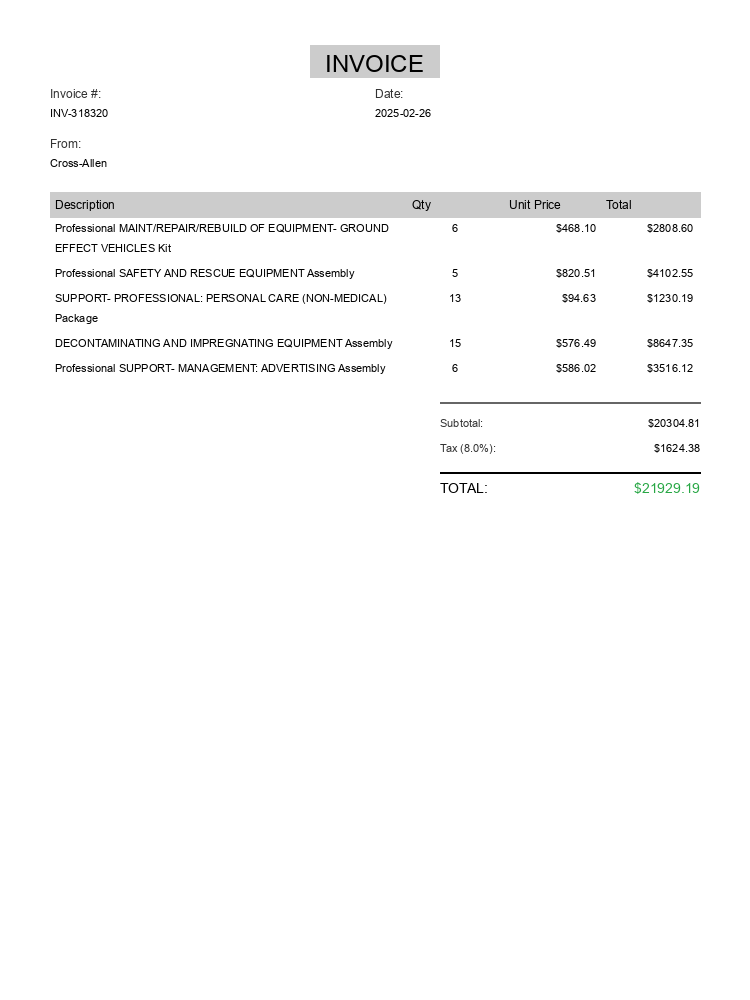 INVOICE
Invoice #: Date:
INV-318320 2025-02-26
From:
Cross-Allen
Description Qty Unit Price Total
Professional MAINT/REPAIR/REBUILD OF EQUIPMENT- GROUND 6 $468.10 $2808.60
EFFECT VEHICLES Kit
Professional SAFETY AND RESCUE EQUIPMENT Assembly 5 $820.51 $4102.55
SUPPORT- PROFESSIONAL: PERSONAL CARE (NON-MEDICAL) 13 $94.63 $1230.19
Package
DECONTAMINATING AND IMPREGNATING EQUIPMENT Assembly 15 $576.49 $8647.35
Professional SUPPORT- MANAGEMENT: ADVERTISING Assembly 6 $586.02 $3516.12
Subtotal: $20304.81
Tax (8.0%): $1624.38
TOTAL: $21929.19